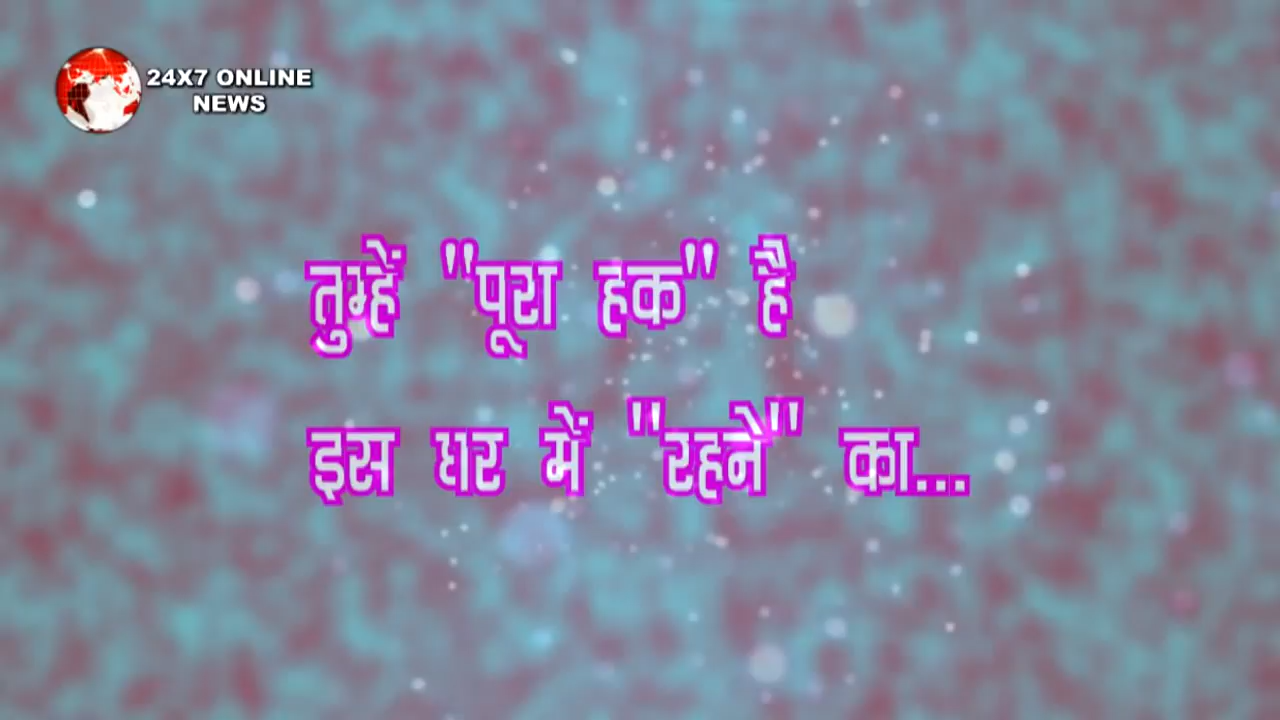 24X7 ONLINE
NEWS
तुम्हें "पूरा हक" है
इस घर में "रहने" का...